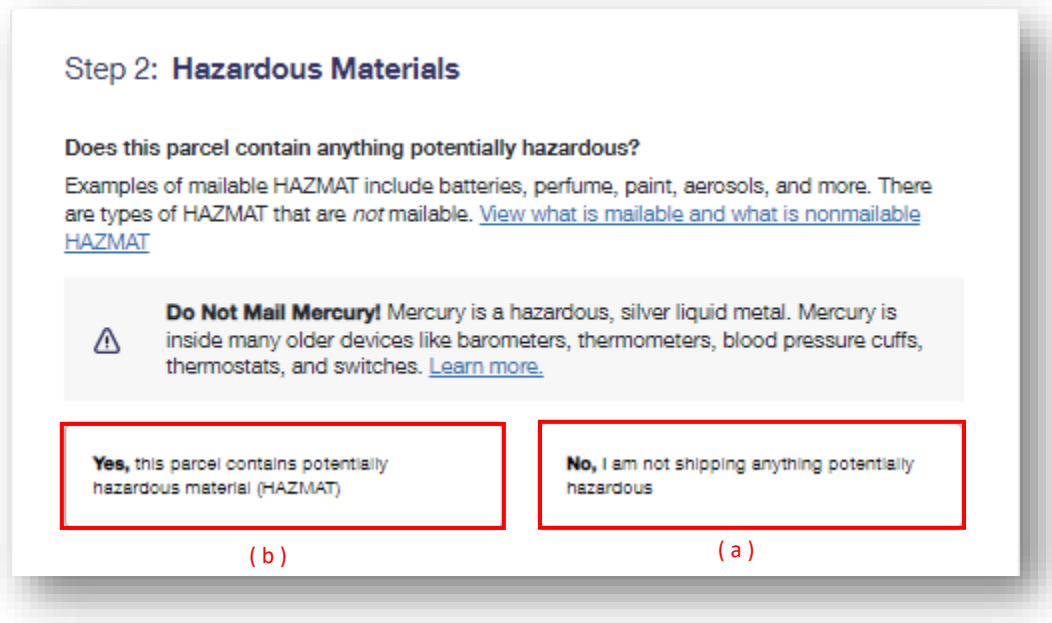 Step 2: Hazardous Materials
Does this parcel contain anything potentially hazardous?
Examples of mailable HAZMAT include batteries, perfume, paint, aerosols, and more. There
are types of HAZMAT that are not mailable. View what is mailable and what is nonmailable
HAZMAT
Do Not Mail Mercury! Mercury is a hazardous, silver liquid metal. Mercury is
inside many older devices like barometers, thermometers, blood pressure cuffs,
thermostats, and switches. Learn more.
Yes, this parcel contains potentially
hazardous material (HAZMAT)
No, I am not shipping anything potentially
hazardous
( b )
( a )